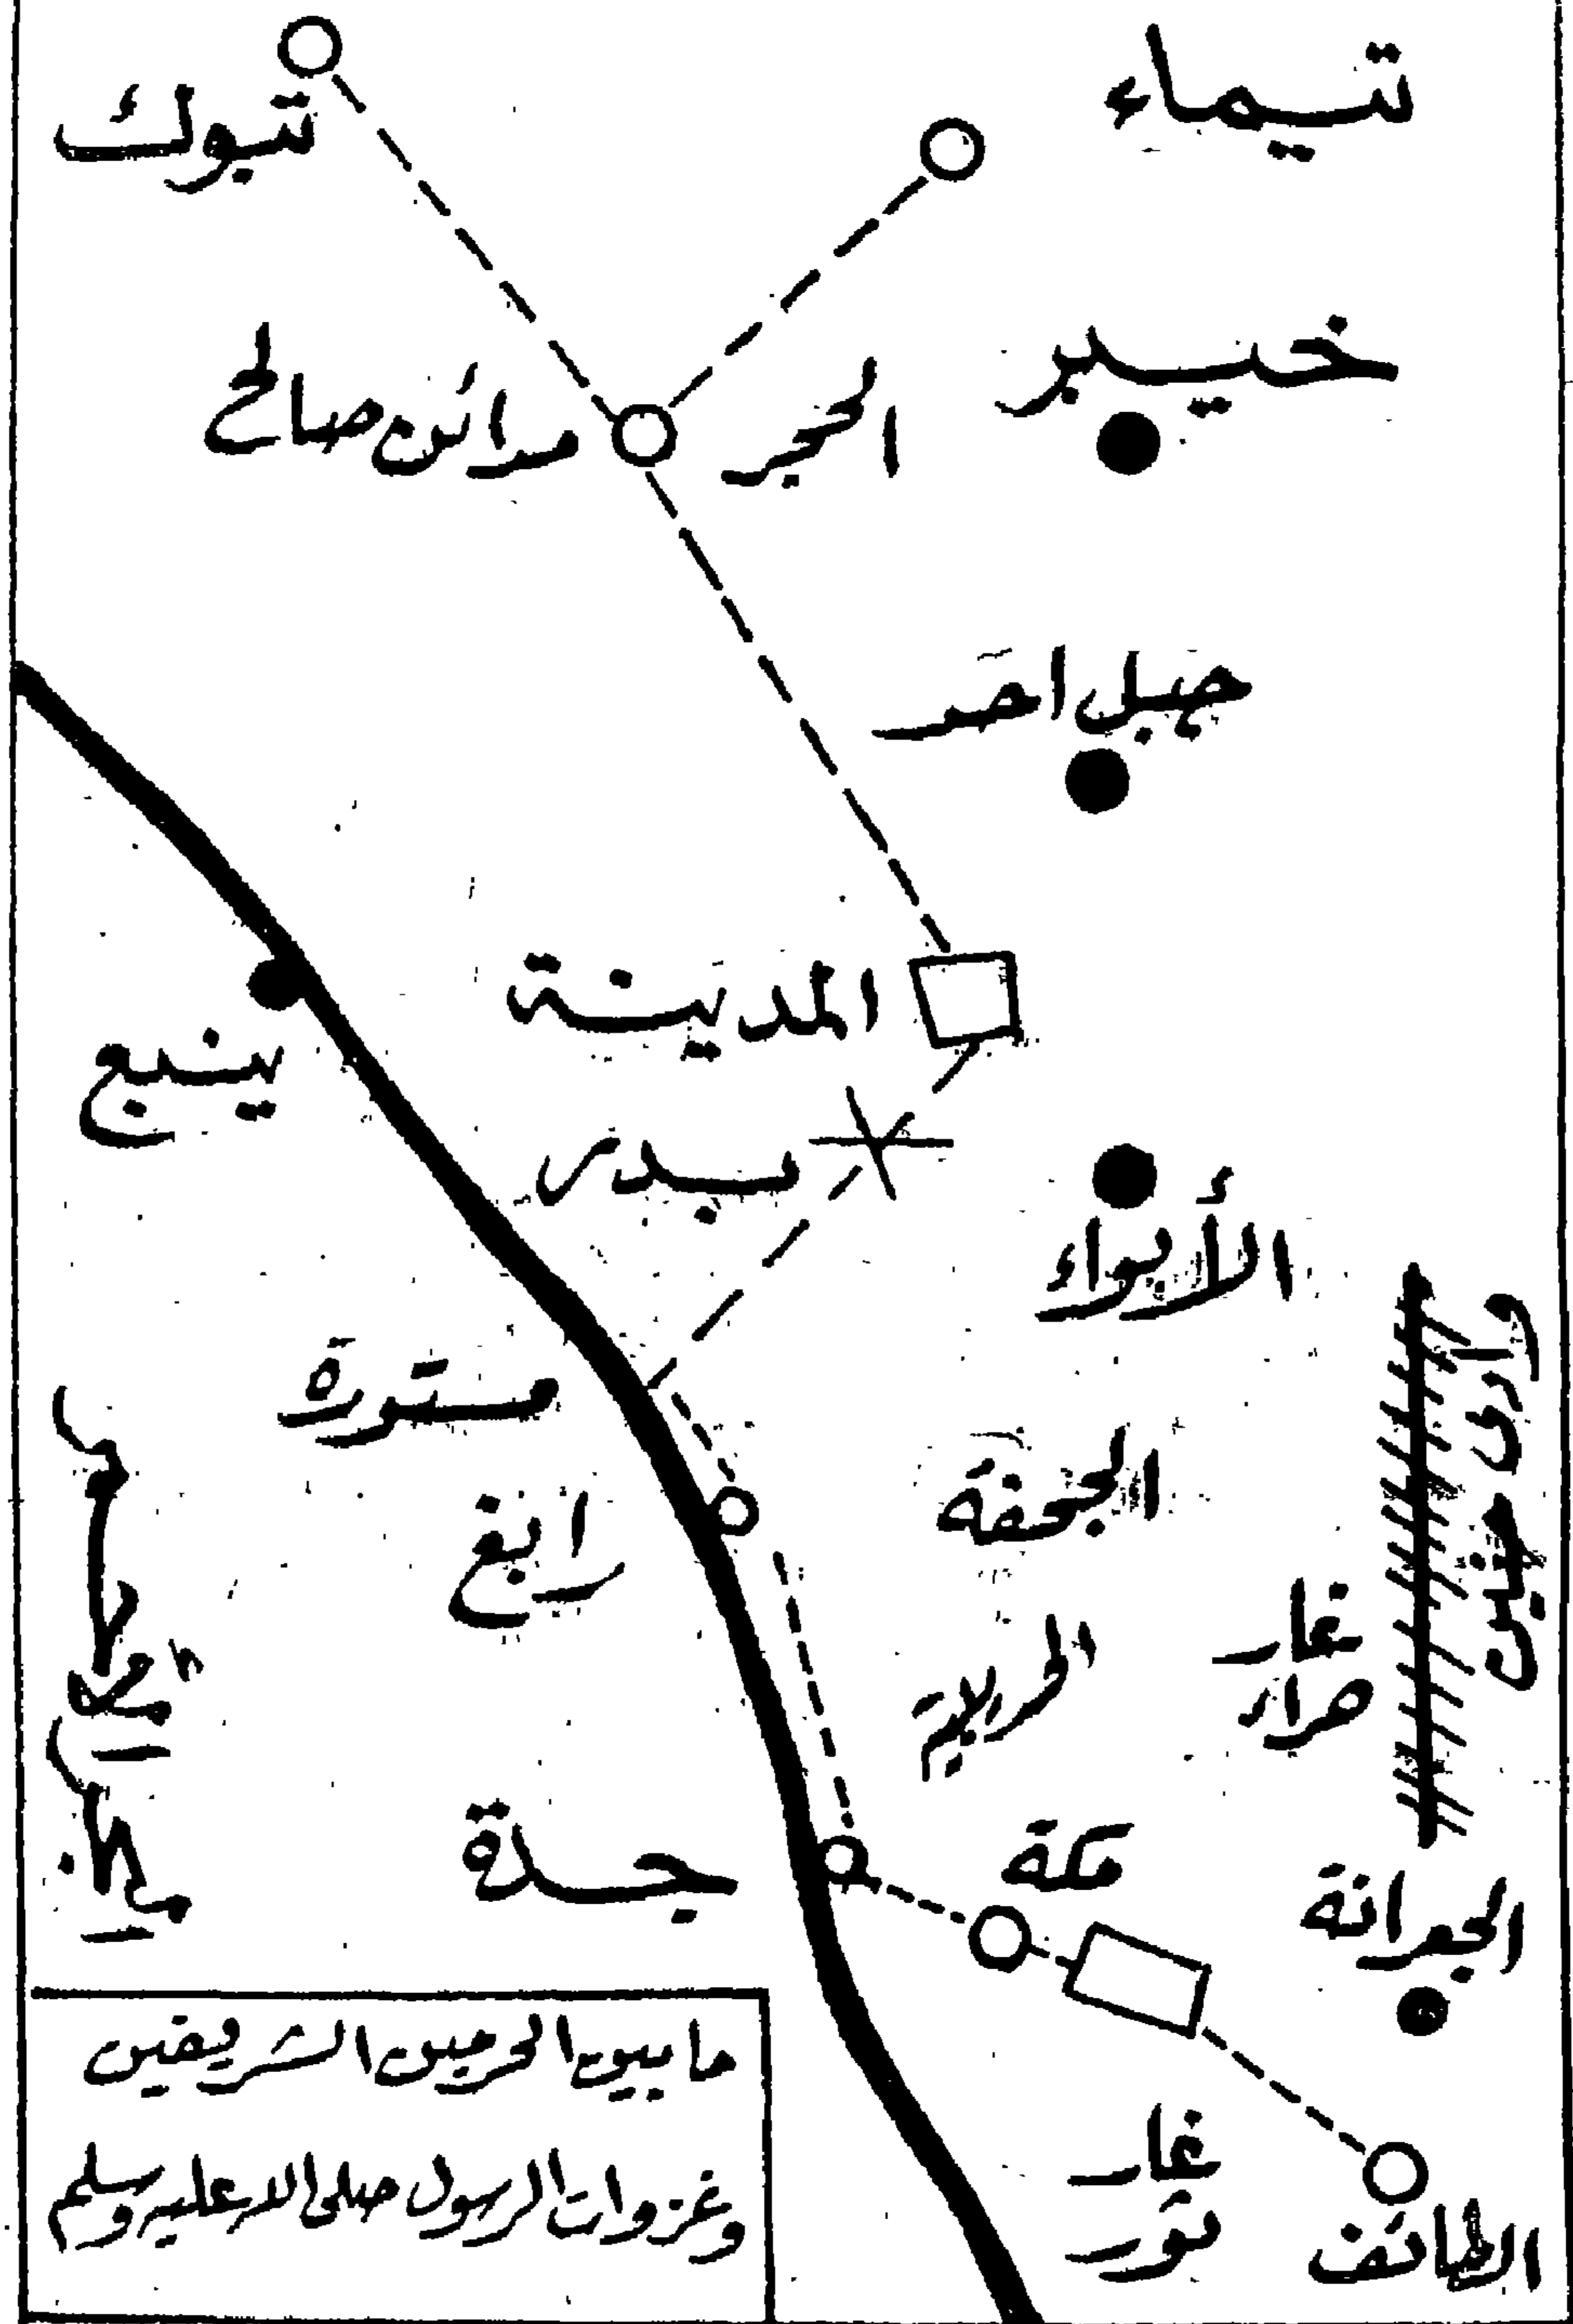 تيماء
تبوك
خيبر
الحجر
مدائن صالح
جبل احد
المدينة
ينبع
بدر
الأبواء
مستورة
الجحفة
رابغ
غار
حراء
جدة
مكة
الجعرانة
غار
ثور
الطائف
ما بين الحرمين الشريفين
وغزوات الرسول صلى الله عليه وسلم